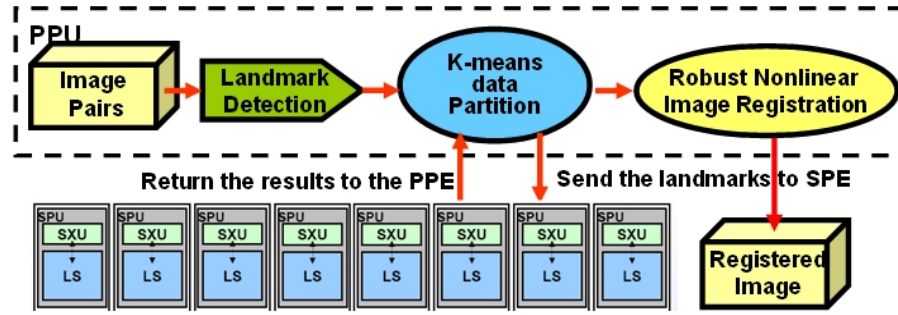 PPU
Image
Pairs
Landmark
Detection
K-means
data
Partition
Robust Nonlinear
Image Registration
Return the results to the PPE
Send the landmarks to SPE
SPU SPU SPU SPU SPU SPU SPU SPU
SXU SXU SXU SXU SXU SXU SXU SXU
LS LS LS LS LS LS LS LS
Registered
Image